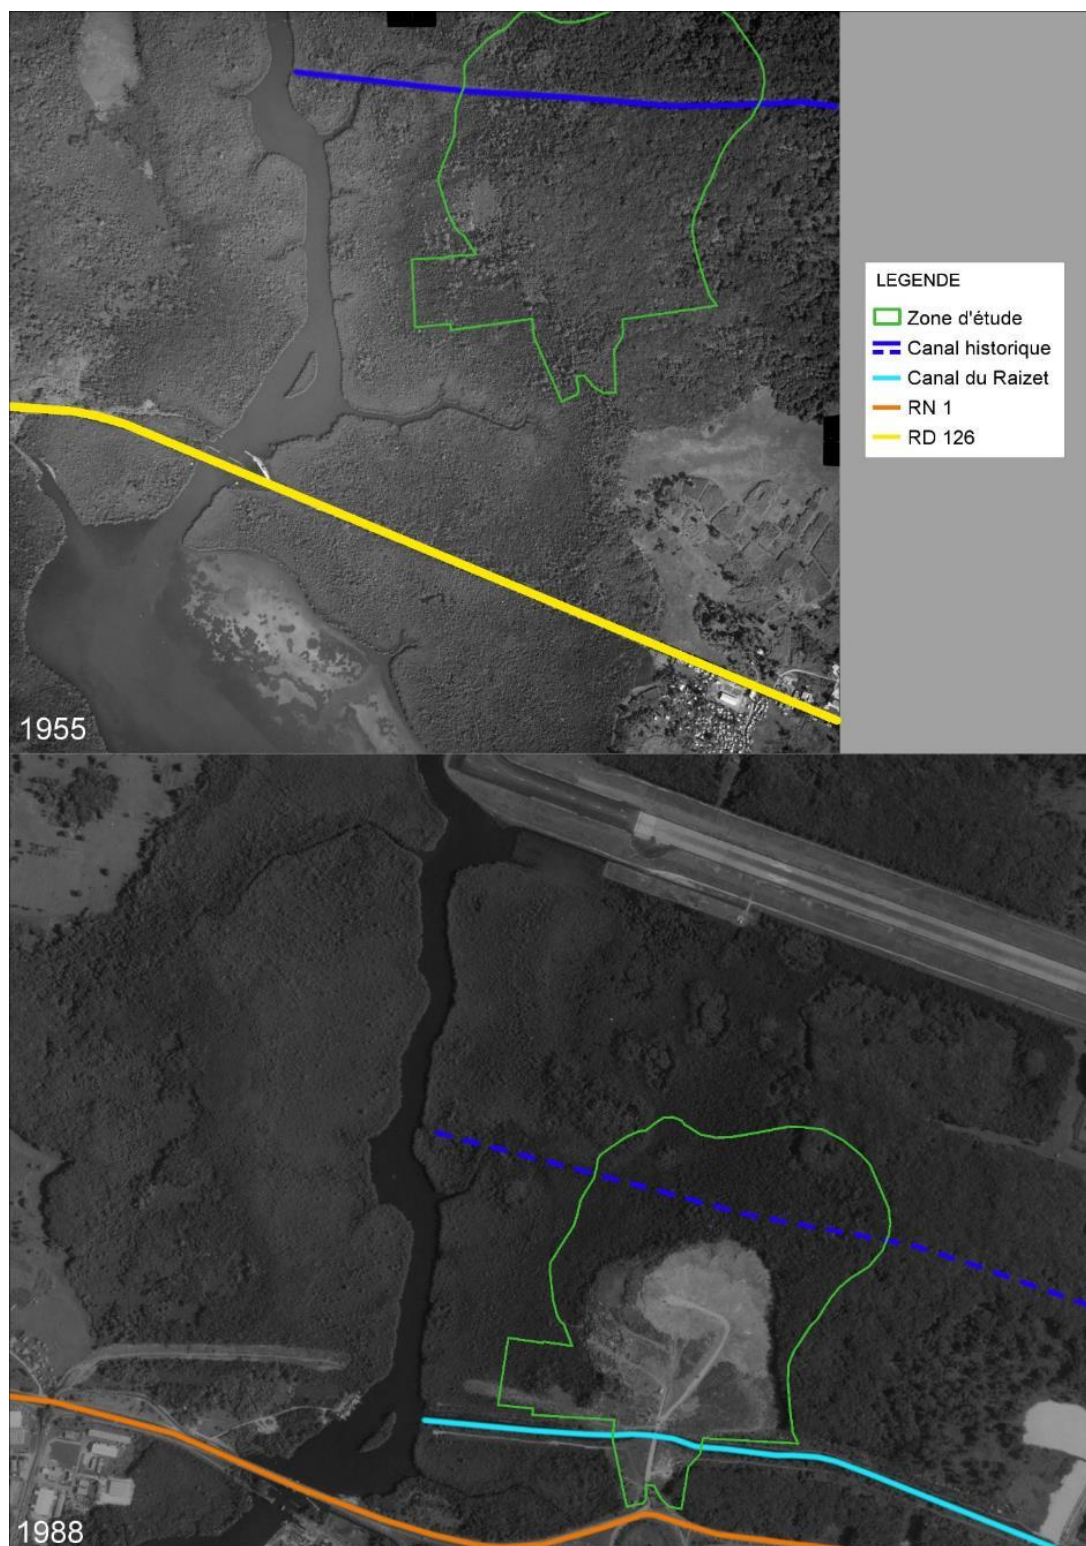 LEGENDE
Zone d'étude
Canal historique
Canal du Raizet
RN 1
RD 126
1955
1988